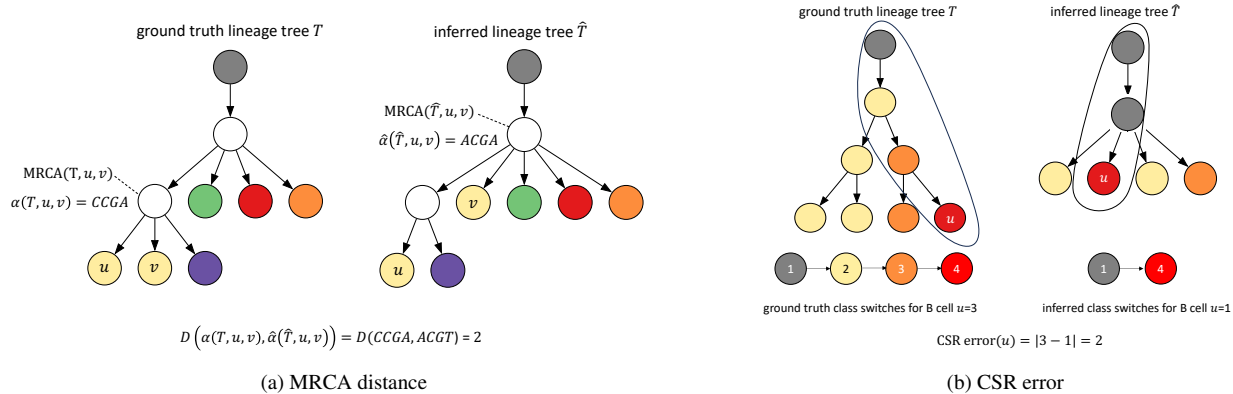 ground truth lineage tree T
inferred lineage tree T̂
MRCA(T̂, u, v)
α̂(T̂, u, v) = ACGA
MRCA(T, u, v)
α(T, u, v) = CCGA
v
u
v
u
D(α(T, u, v), α̂(T̂, u, v)) = D(CCGA, ACGT) = 2
(a) MRCA distance
ground truth lineage tree T
inferred lineage tree T̂
u
u
1
2
3
4
1
4
ground truth class switches for B cell u=3
inferred class switches for B cell u=1
CSR error(u) = |3 − 1| = 2
(b) CSR error